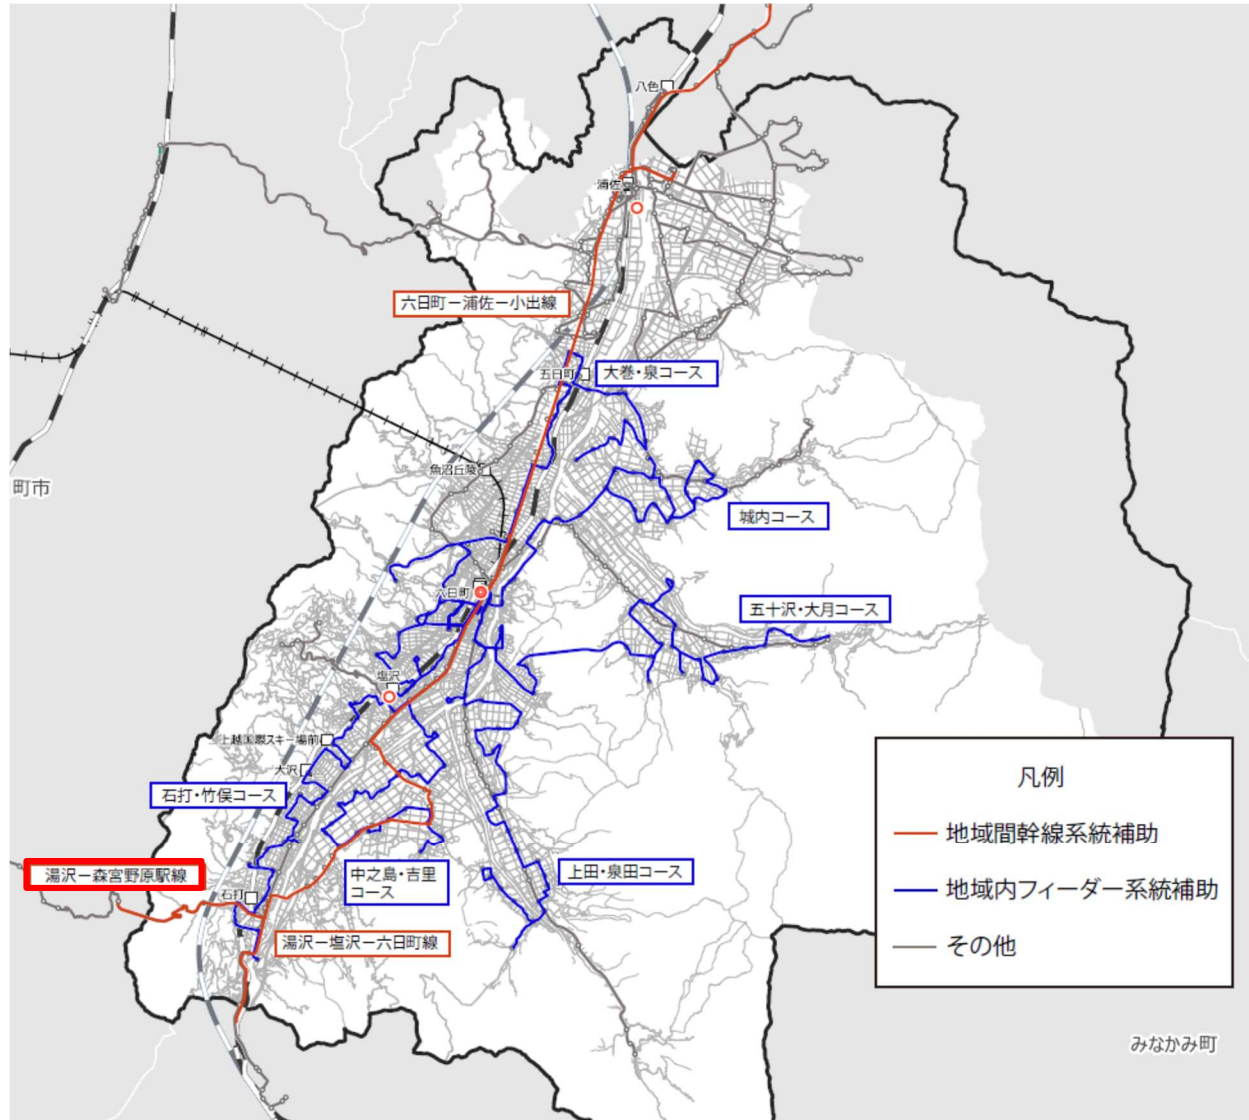 八色
浦佐
六日町ー浦佐ー小出線
五日町
大巻・泉コース
魚沼丘陵
町市
城内コース
六日町
五十沢・大月コース
塩沢
上越国際スキー場前
大沢
石打・竹俣コース
凡例
地域間幹線系統補助
地域内フィーダー系統補助
その他
湯沢ー森宮野原駅線
石打
中之島・吉里
コース
上田・泉田コース
湯沢ー塩沢ー六日町線
みなかみ町